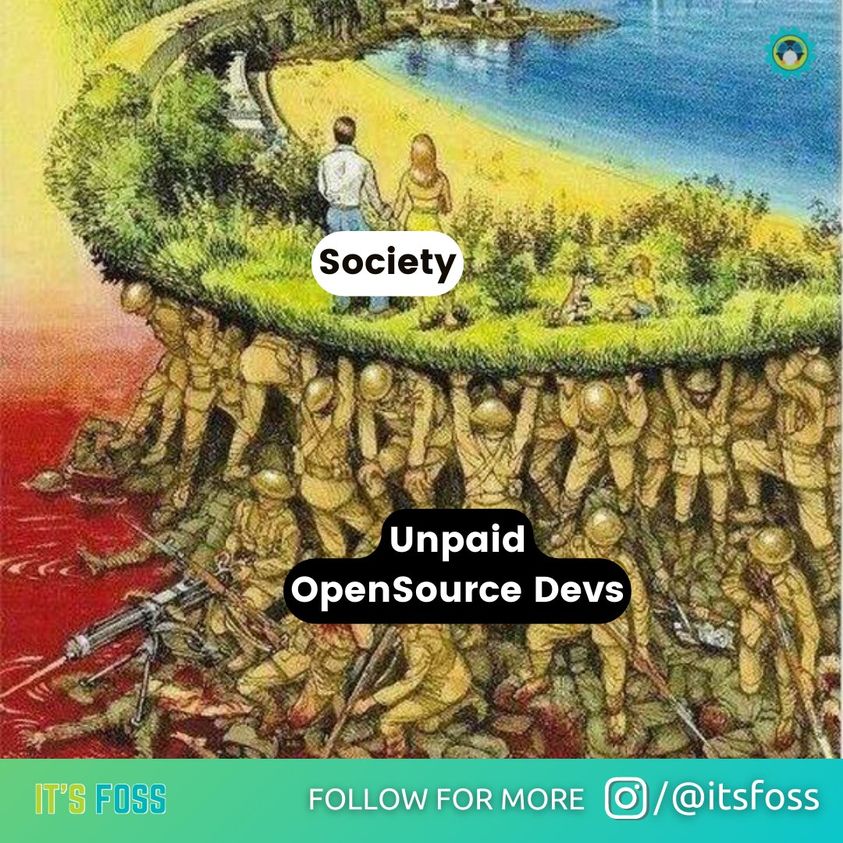 Society
Unpaid
OpenSource Devs
IT'S FOSS
FOLLOW FOR MORE /@itsfoss